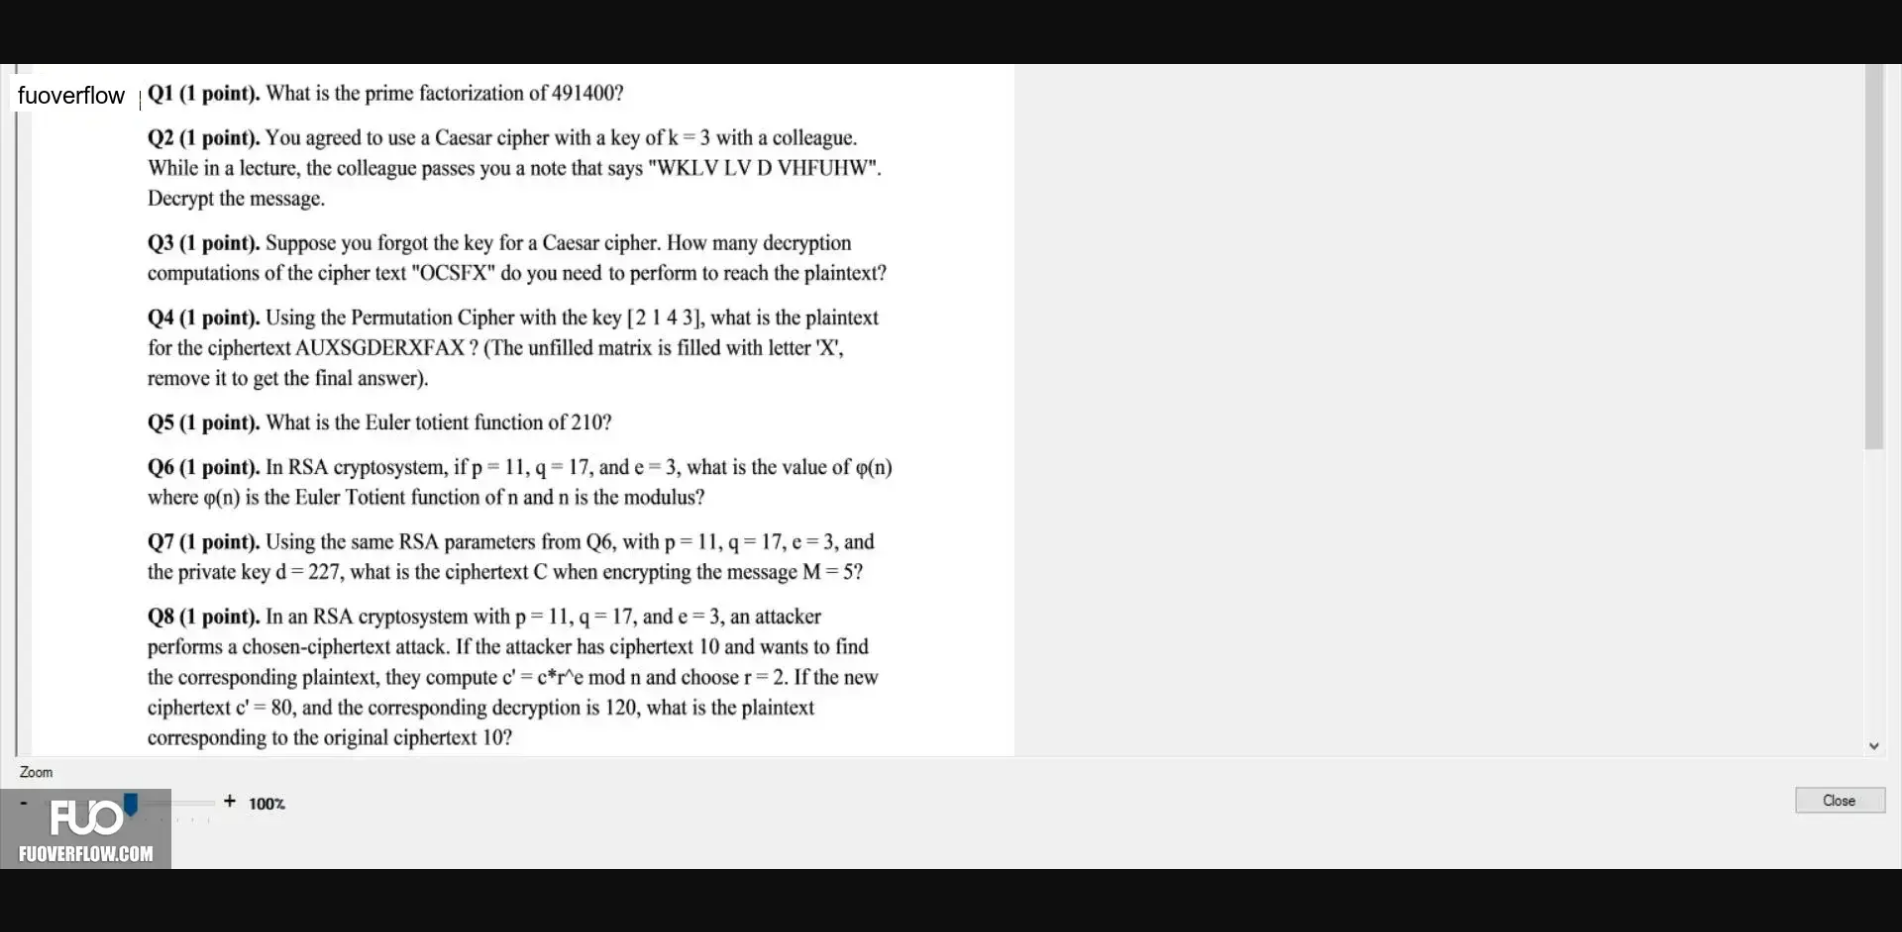 fuoverflow
Q1 (1 point). What is the prime factorization of 491400?
Q2 (1 point). You agreed to use a Caesar cipher with a key of k = 3 with a colleague.
While in a lecture, the colleague passes you a note that says "WKLV LV D VHFUHW".
Decrypt the message.
Q3 (1 point). Suppose you forgot the key for a Caesar cipher. How many decryption
computations of the cipher text "OCSFX" do you need to perform to reach the plaintext?
Q4 (1 point). Using the Permutation Cipher with the key [2 1 4 3], what is the plaintext
for the ciphertext AUXSGDERXFAX ? (The unfilled matrix is filled with letter 'X',
remove it to get the final answer).
Q5 (1 point). What is the Euler totient function of 210?
Q6 (1 point). In RSA cryptosystem, if p = 11, q = 17, and e = 3, what is the value of φ(n)
where φ(n) is the Euler Totient function of n and n is the modulus?
Q7 (1 point). Using the same RSA parameters from Q6, with p = 11, q = 17, e = 3, and
the private key d = 227, what is the ciphertext C when encrypting the message M = 5?
Q8 (1 point). In an RSA cryptosystem with p = 11, q = 17, and e = 3, an attacker
performs a chosen-ciphertext attack. If the attacker has ciphertext 10 and wants to find
the corresponding plaintext, they compute c' = c*r^e mod n and choose r = 2. If the new
ciphertext c' = 80, and the corresponding decryption is 120, what is the plaintext
corresponding to the original ciphertext 10?
Zoom
- + 100%
Close
FUO
FUOVERFLOW.COM